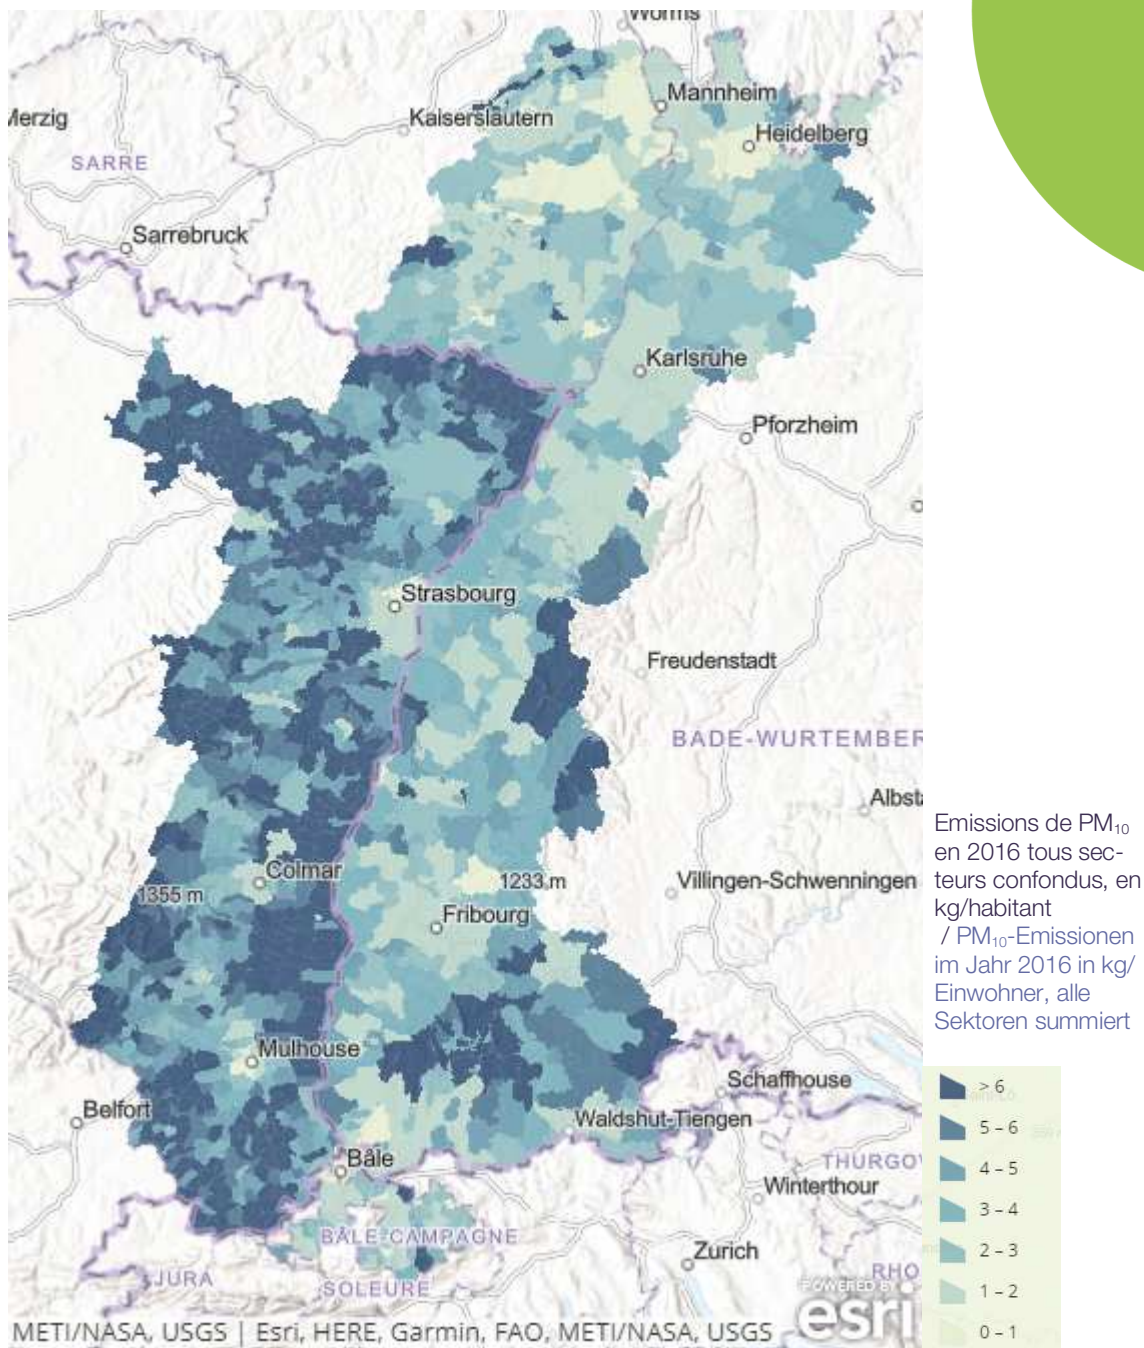 Worms
Mannheim
Kaiserslautern
Merzig
Heidelberg
SARRE
Sarrebruck
Karlsruhe
Pforzheim
Strasbourg
Freudenstadt
BADE-WURTEMBER
Albsta
Colmar
1355 m
1233 m
Villingen-Schwenningen
Fribourg
Mulhouse
Schaffhouse
Belfort
Waldshut-Tiengen
Bâle
THURGO
Winterthour
BÂLE-CAMPAGNE
Zurich
JURA
SOLEURE
RHO
POWERED BY
esri
METI/NASA, USGS | Esri, HERE, Garmin, FAO, METI/NASA, USGS
Emissions de PM₁₀
en 2016 tous sec-
teurs confondus, en
kg/habitant
/ PM₁₀-Emissionen
im Jahr 2016 in kg/
Einwohner, alle
Sektoren summiert
> 6
5 – 6
4 – 5
3 – 4
2 – 3
1 – 2
0 – 1